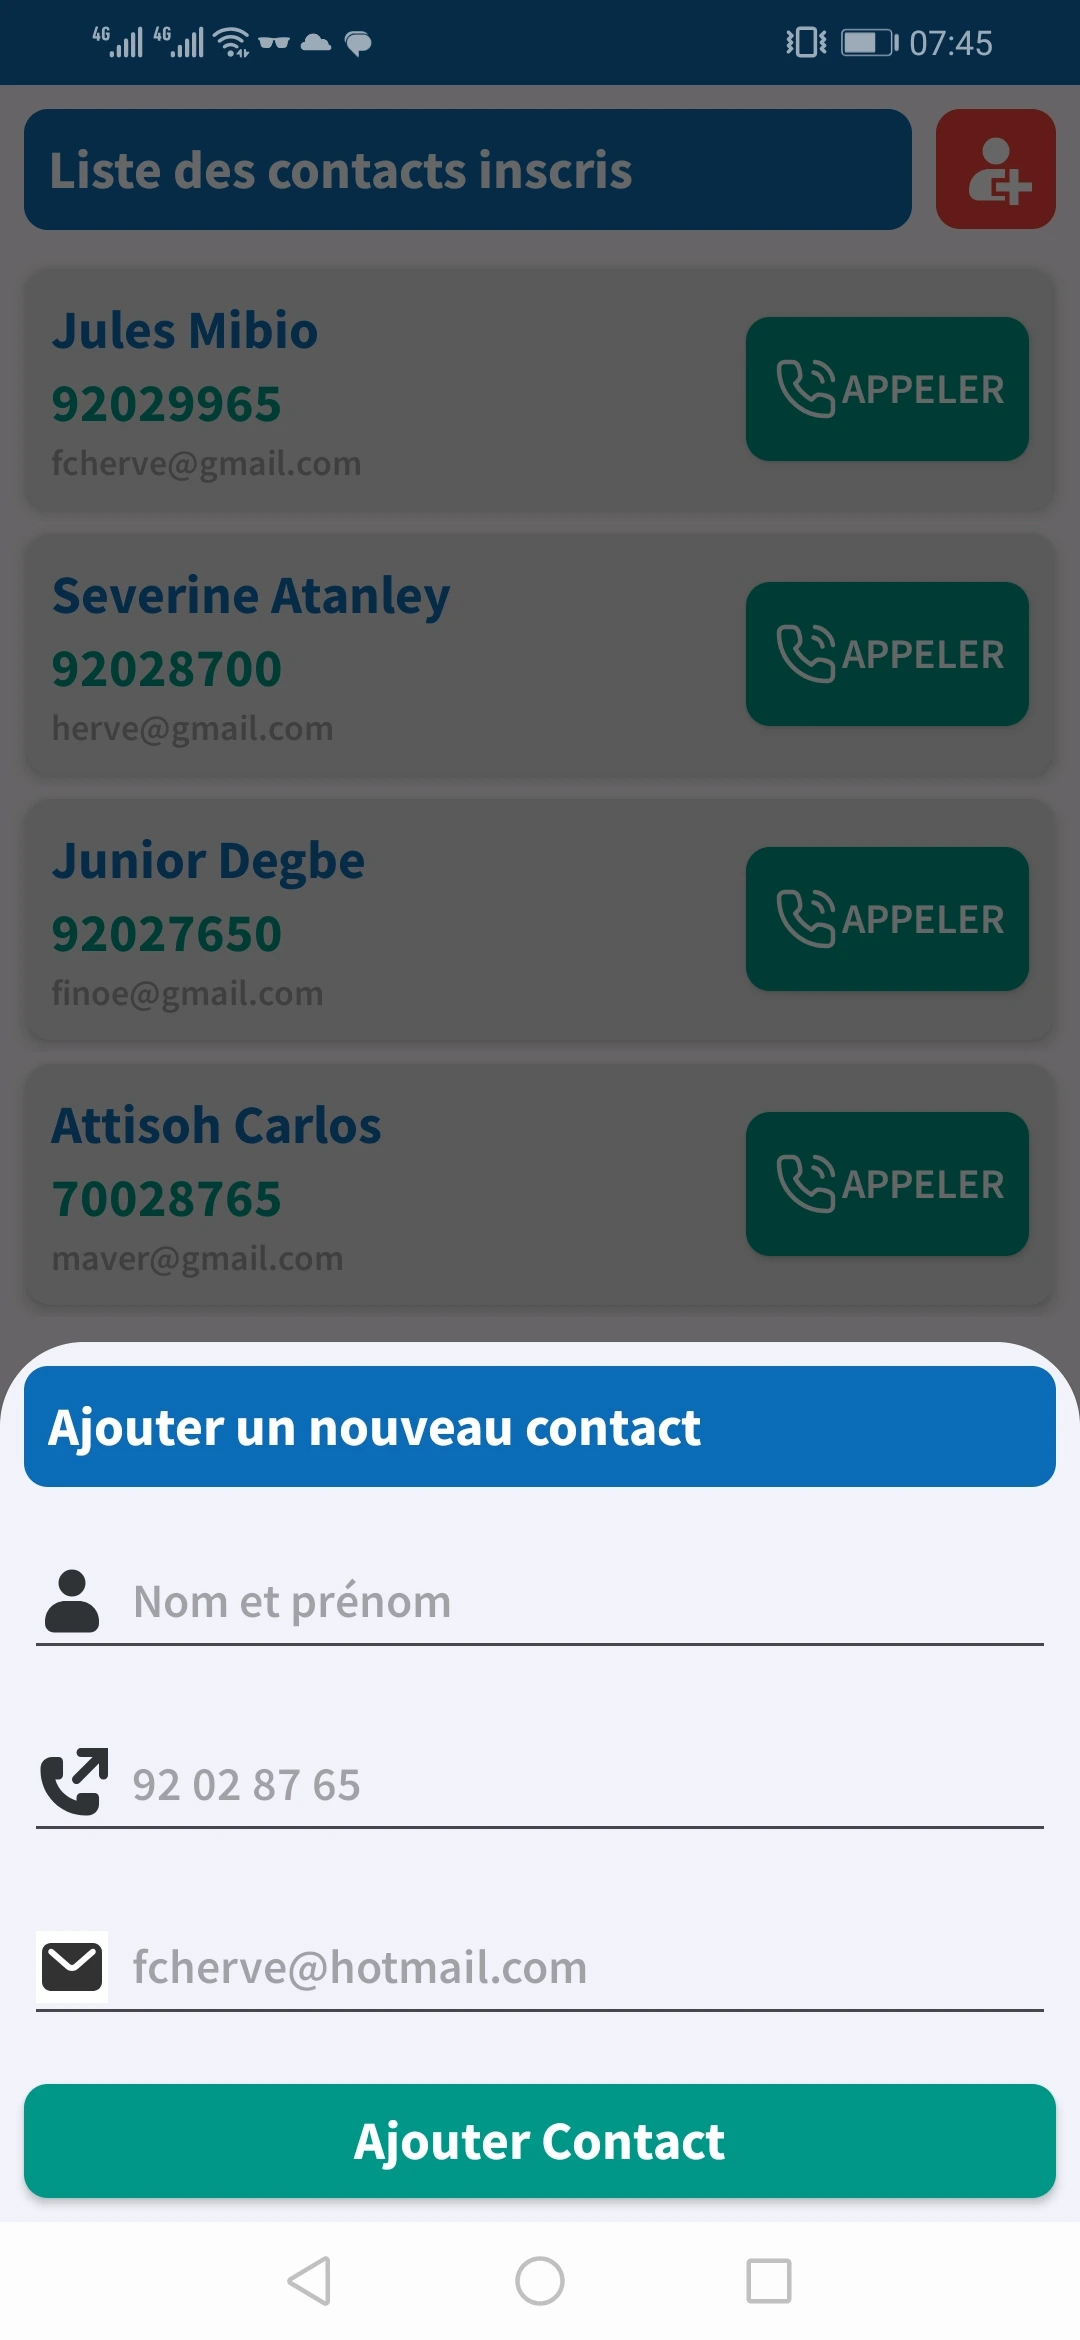 4G 4G 07:45
Liste des contacts inscris
Jules Mibio
92029965
fcherve@gmail.com
APPELER
Severine Atanley
92028700
herve@gmail.com
APPELER
Junior Degbe
92027650
finoe@gmail.com
APPELER
Attisoh Carlos
70028765
maver@gmail.com
APPELER
Ajouter un nouveau contact
Nom et prénom
92 02 87 65
fcherve@hotmail.com
Ajouter Contact